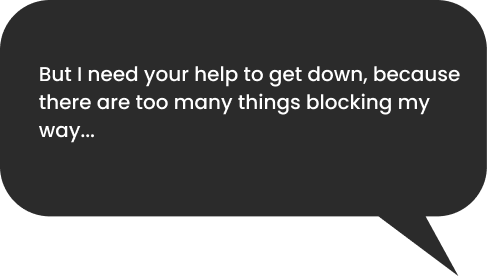 But I need your help to get down, because
there are too many things blocking my
way...